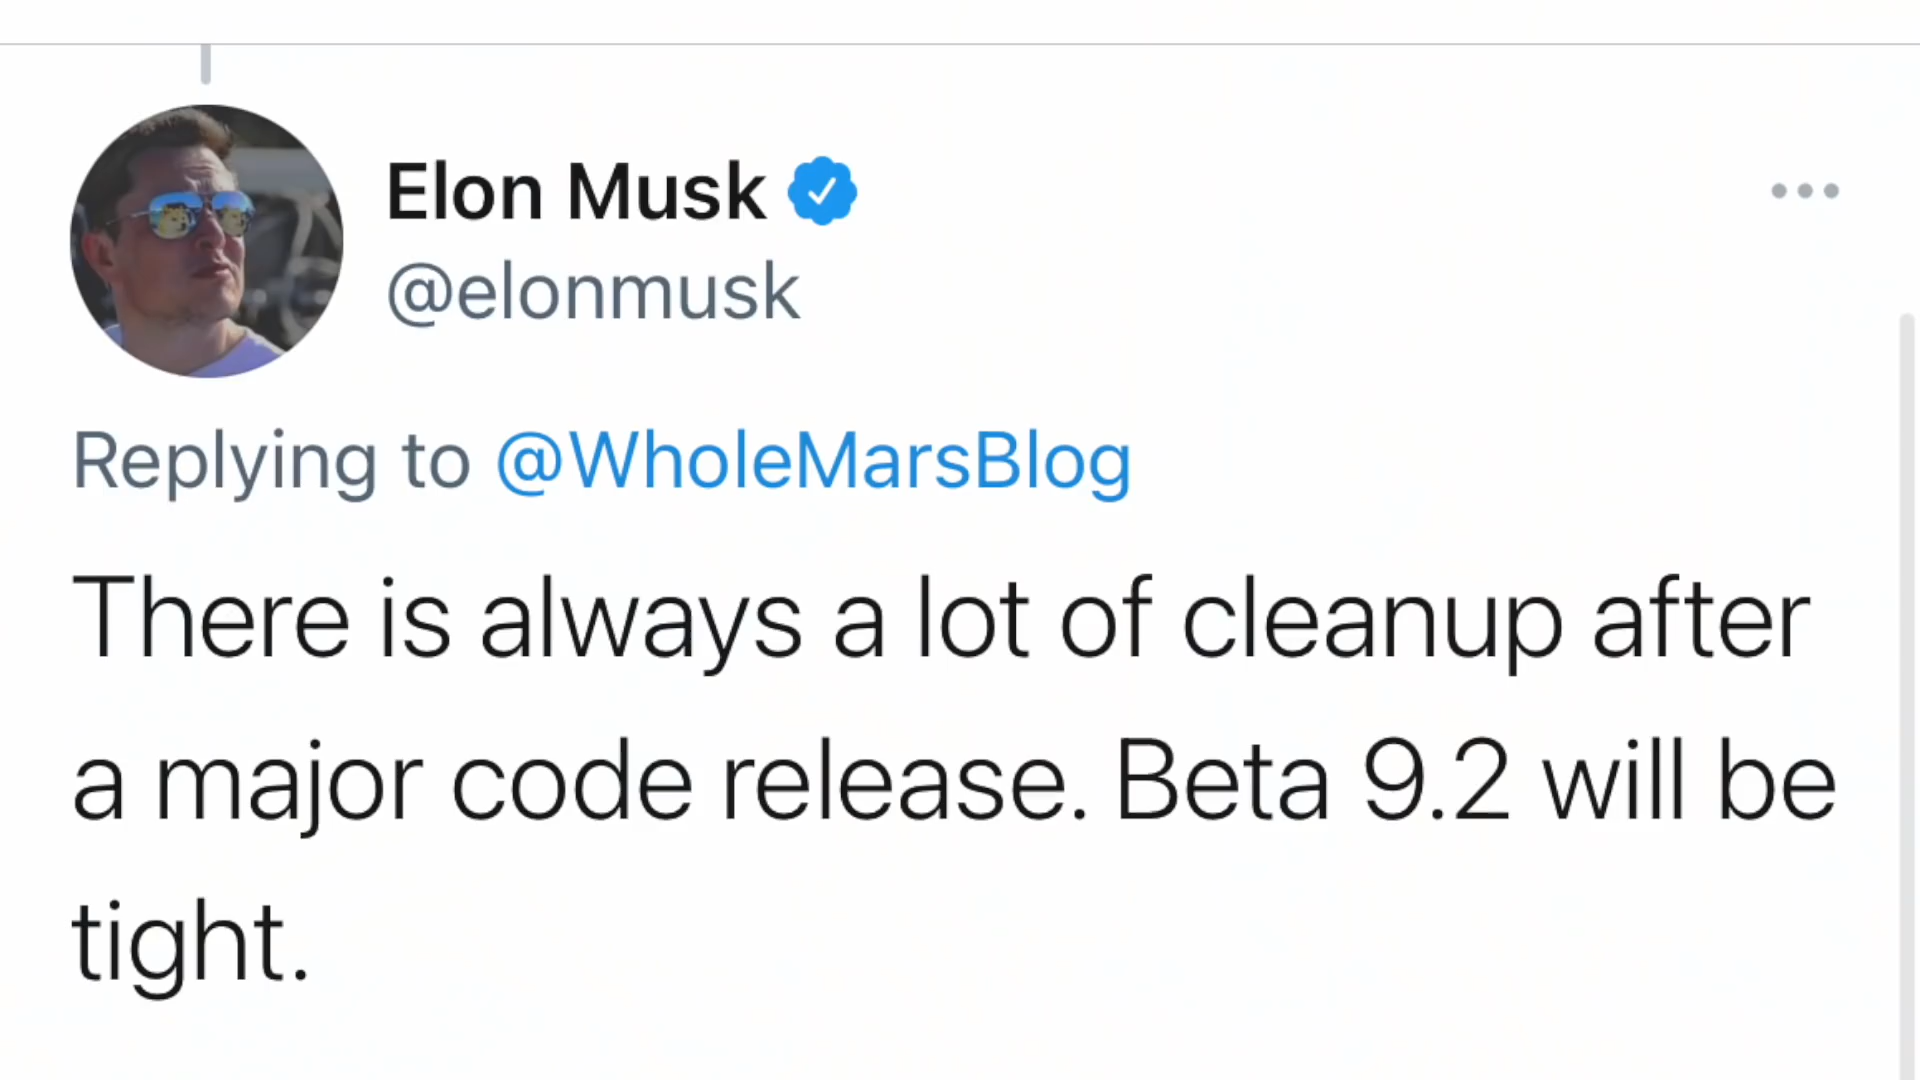 Elon Musk
@elonmusk
Replying to @WholeMarsBlog
There is always a lot of cleanup after
a major code release. Beta 9.2 will be
tight.